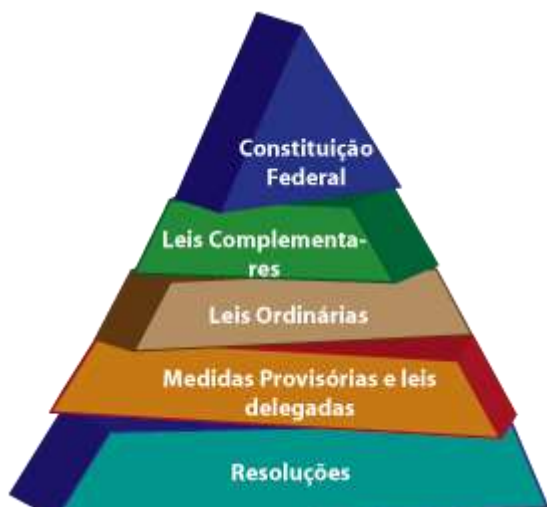 Constituição
Federal
Leis Complementa-
res
Leis Ordinárias
Medidas Provisórias e leis
delegadas
Resoluções